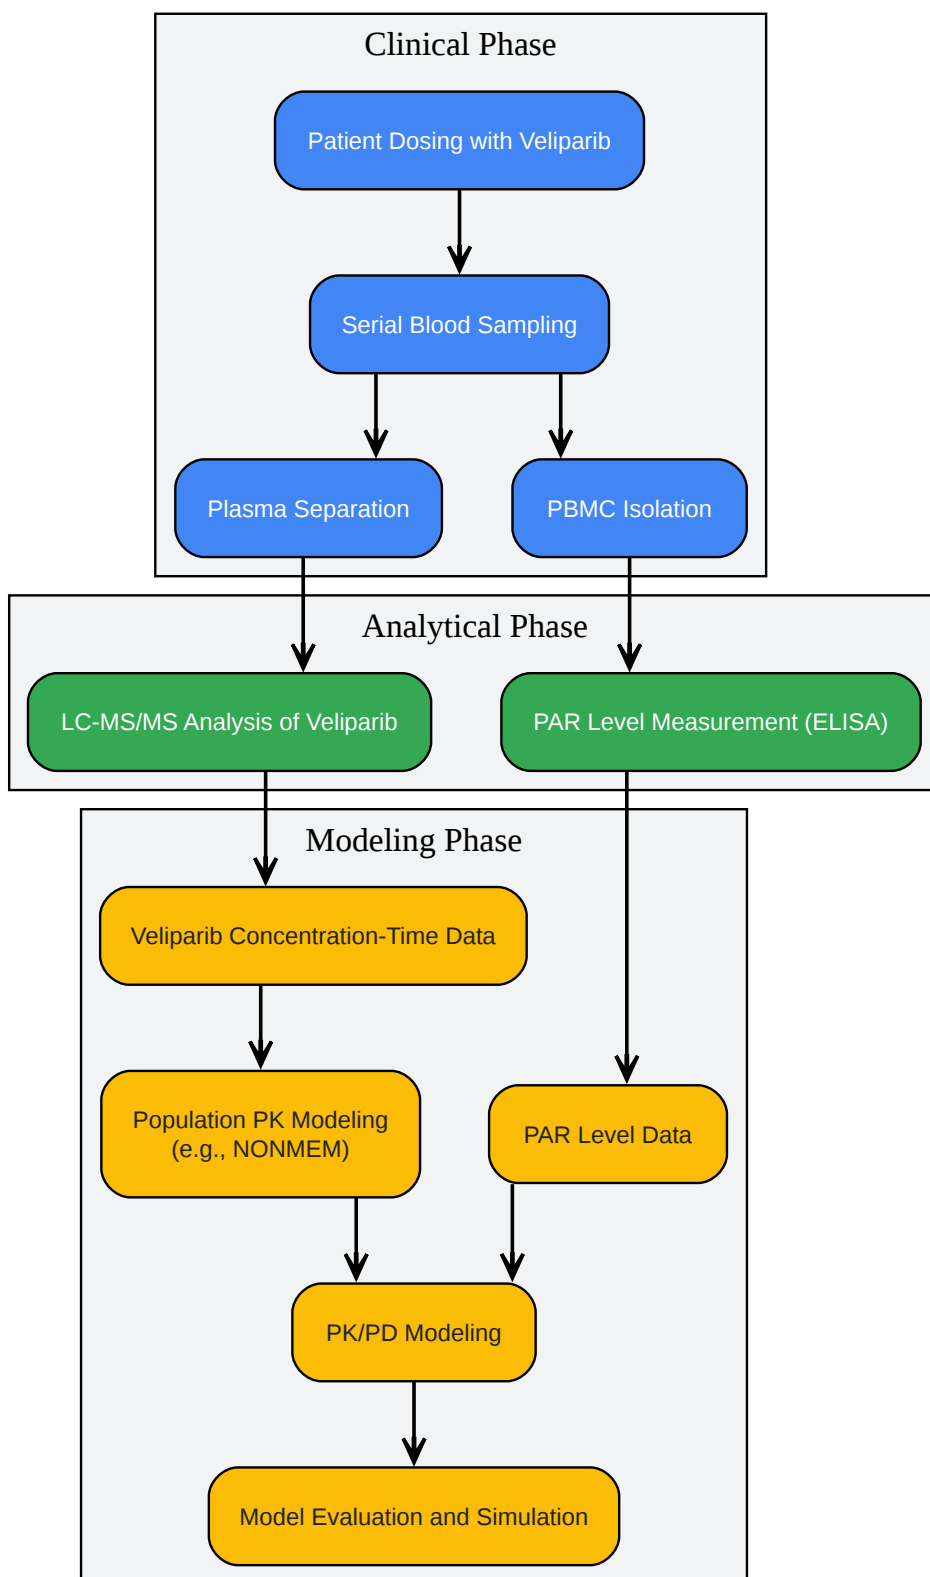 Clinical Phase
Patient Dosing with Veliparib
Serial Blood Sampling
Plasma Separation
PBMC Isolation
Analytical Phase
LC-MS/MS Analysis of Veliparib
PAR Level Measurement (ELISA)
Modeling Phase
Veliparib Concentration-Time Data
Population PK Modeling
(e.g., NONMEM)
PAR Level Data
PK/PD Modeling
Model Evaluation and Simulation